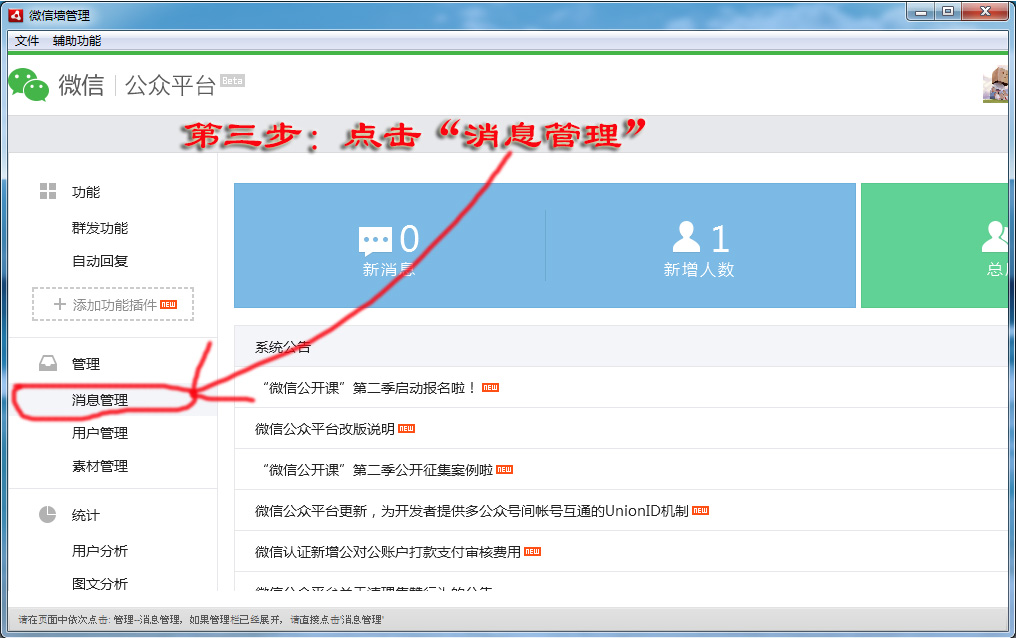 微信墙管理
文件 辅助功能
微信 公众平台 Beta
第三步：点击“消息管理”
功能
群发功能
自动回复
添加功能插件 NEW
管理
消息管理
用户管理
素材管理
统计
用户分析
图文分析
0
新消息
1
新增人数
系统公告
“微信公开课”第二季启动报名啦！ NEW
微信公众平台改版说明 NEW
“微信公开课”第二季公开征集案例啦 NEW
微信公众平台更新，为开发者提供多公众号间帐号互通的UnionID机制 NEW
微信认证新增公对公账户打款支付审核费用 NEW
请在页面中依次点击: 管理--消息管理, 如果管理栏已经展开, 请直接点击'消息管理'